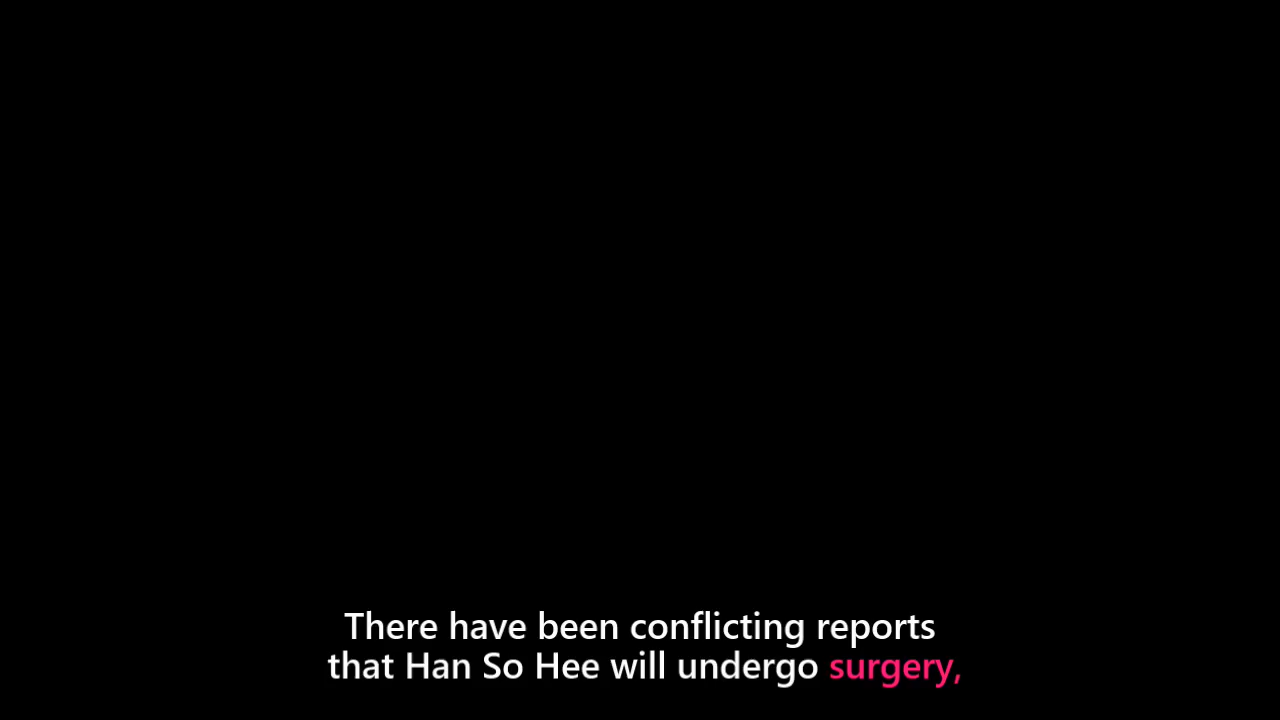 There have been conflicting reports
that Han So Hee will undergo surgery,